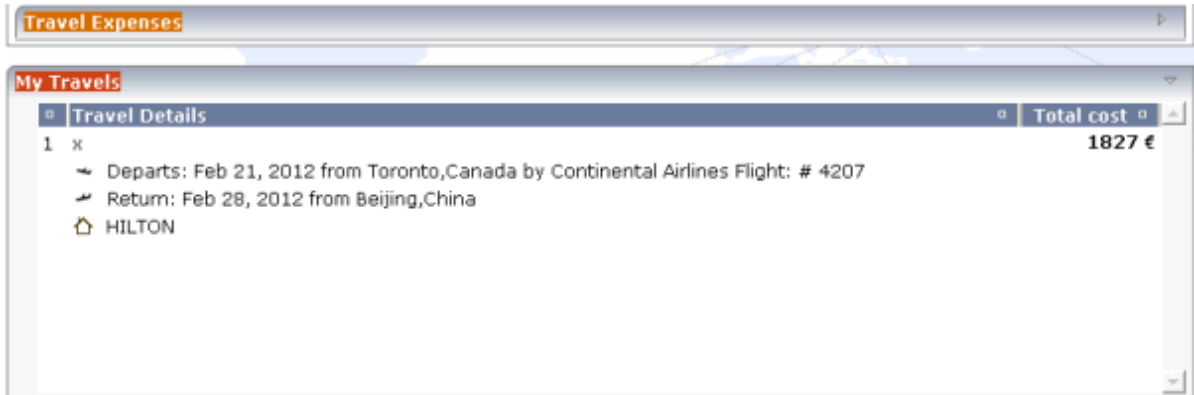 Travel Expenses
My Travels
Travel Details Total cost
1 x 1827 €
Departs: Feb 21, 2012 from Toronto,Canada by Continental Airlines Flight: # 4207
Return: Feb 28, 2012 from Beijing,China
HILTON